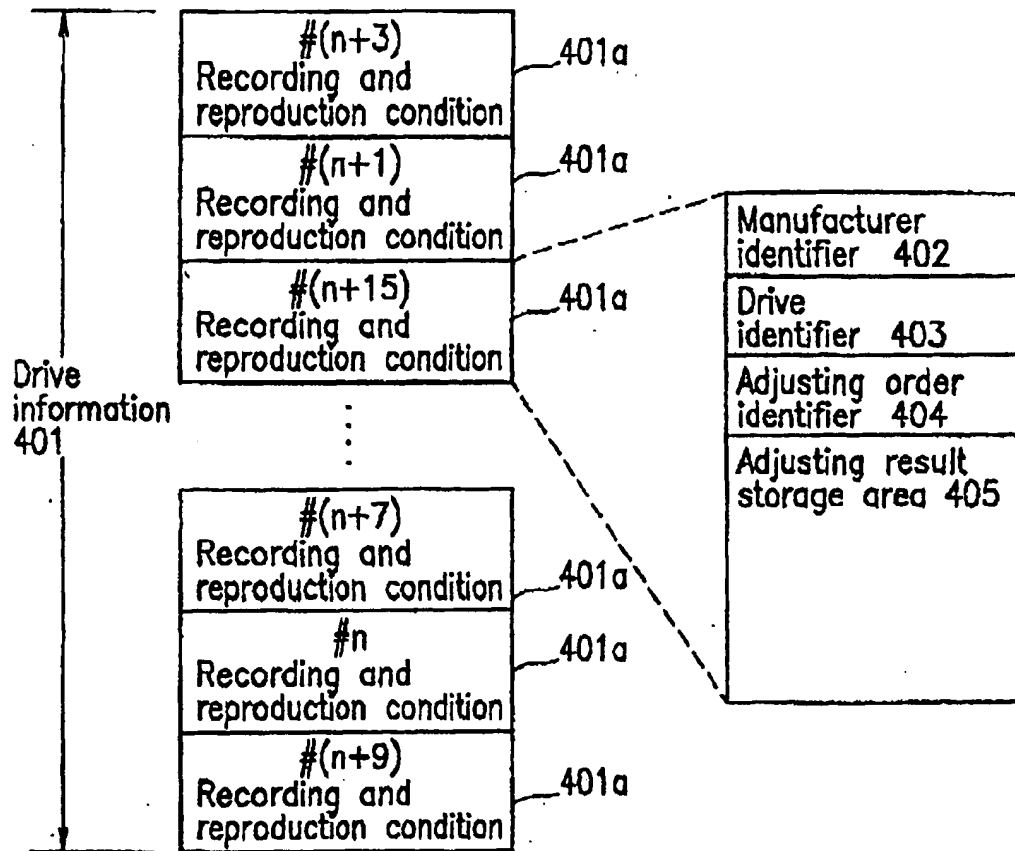 #(n+3)
Recording and
reproduction condition
401a
#(n+1)
Recording and
reproduction condition
401a
#(n+15)
Recording and
reproduction condition
401a
Drive
information
401
#(n+7)
Recording and
reproduction condition
401a
#n
Recording and
reproduction condition
401a
#(n+9)
Recording and
reproduction condition
401a
Manufacturer
identifier 402
Drive
identifier 403
Adjusting order
identifier 404
Adjusting result
storage area 405